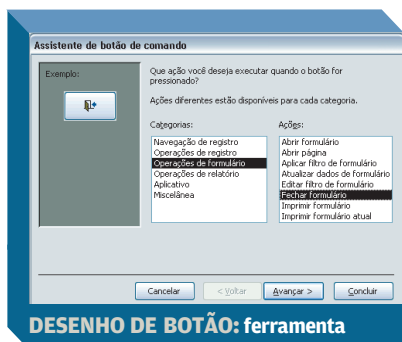 Assistente de botão de comando
Exemplo:
Que ação você deseja executar quando o botão for
pressionado?
Ações diferentes estão disponíveis para cada categoria.
Categorias:
Navegação de registro
Operações de registro
Operações de formulário
Operações de relatório
Aplicativo
Miscelânea
Ações:
Abrir formulário
Abrir página
Aplicar filtro de formulário
Atualizar dados de formulário
Editar filtro de formulário
Fechar formulário
Imprimir formulário
Imprimir formulário atual
Cancelar
< Voltar
Avançar >
Concluir
DESENHO DE BOTÃO: ferramenta